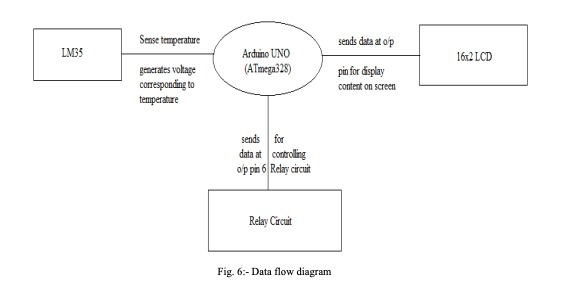 LM35
Sense temperature
generates voltage
corresponding to
temperature
Arduino UNO
(ATmega328)
sends data at o/p
pin for display
content on screen
16x2 LCD
sends for
data at controlling
o/p pin 6 Relay circuit
Relay Circuit
Fig. 6:- Data flow diagram